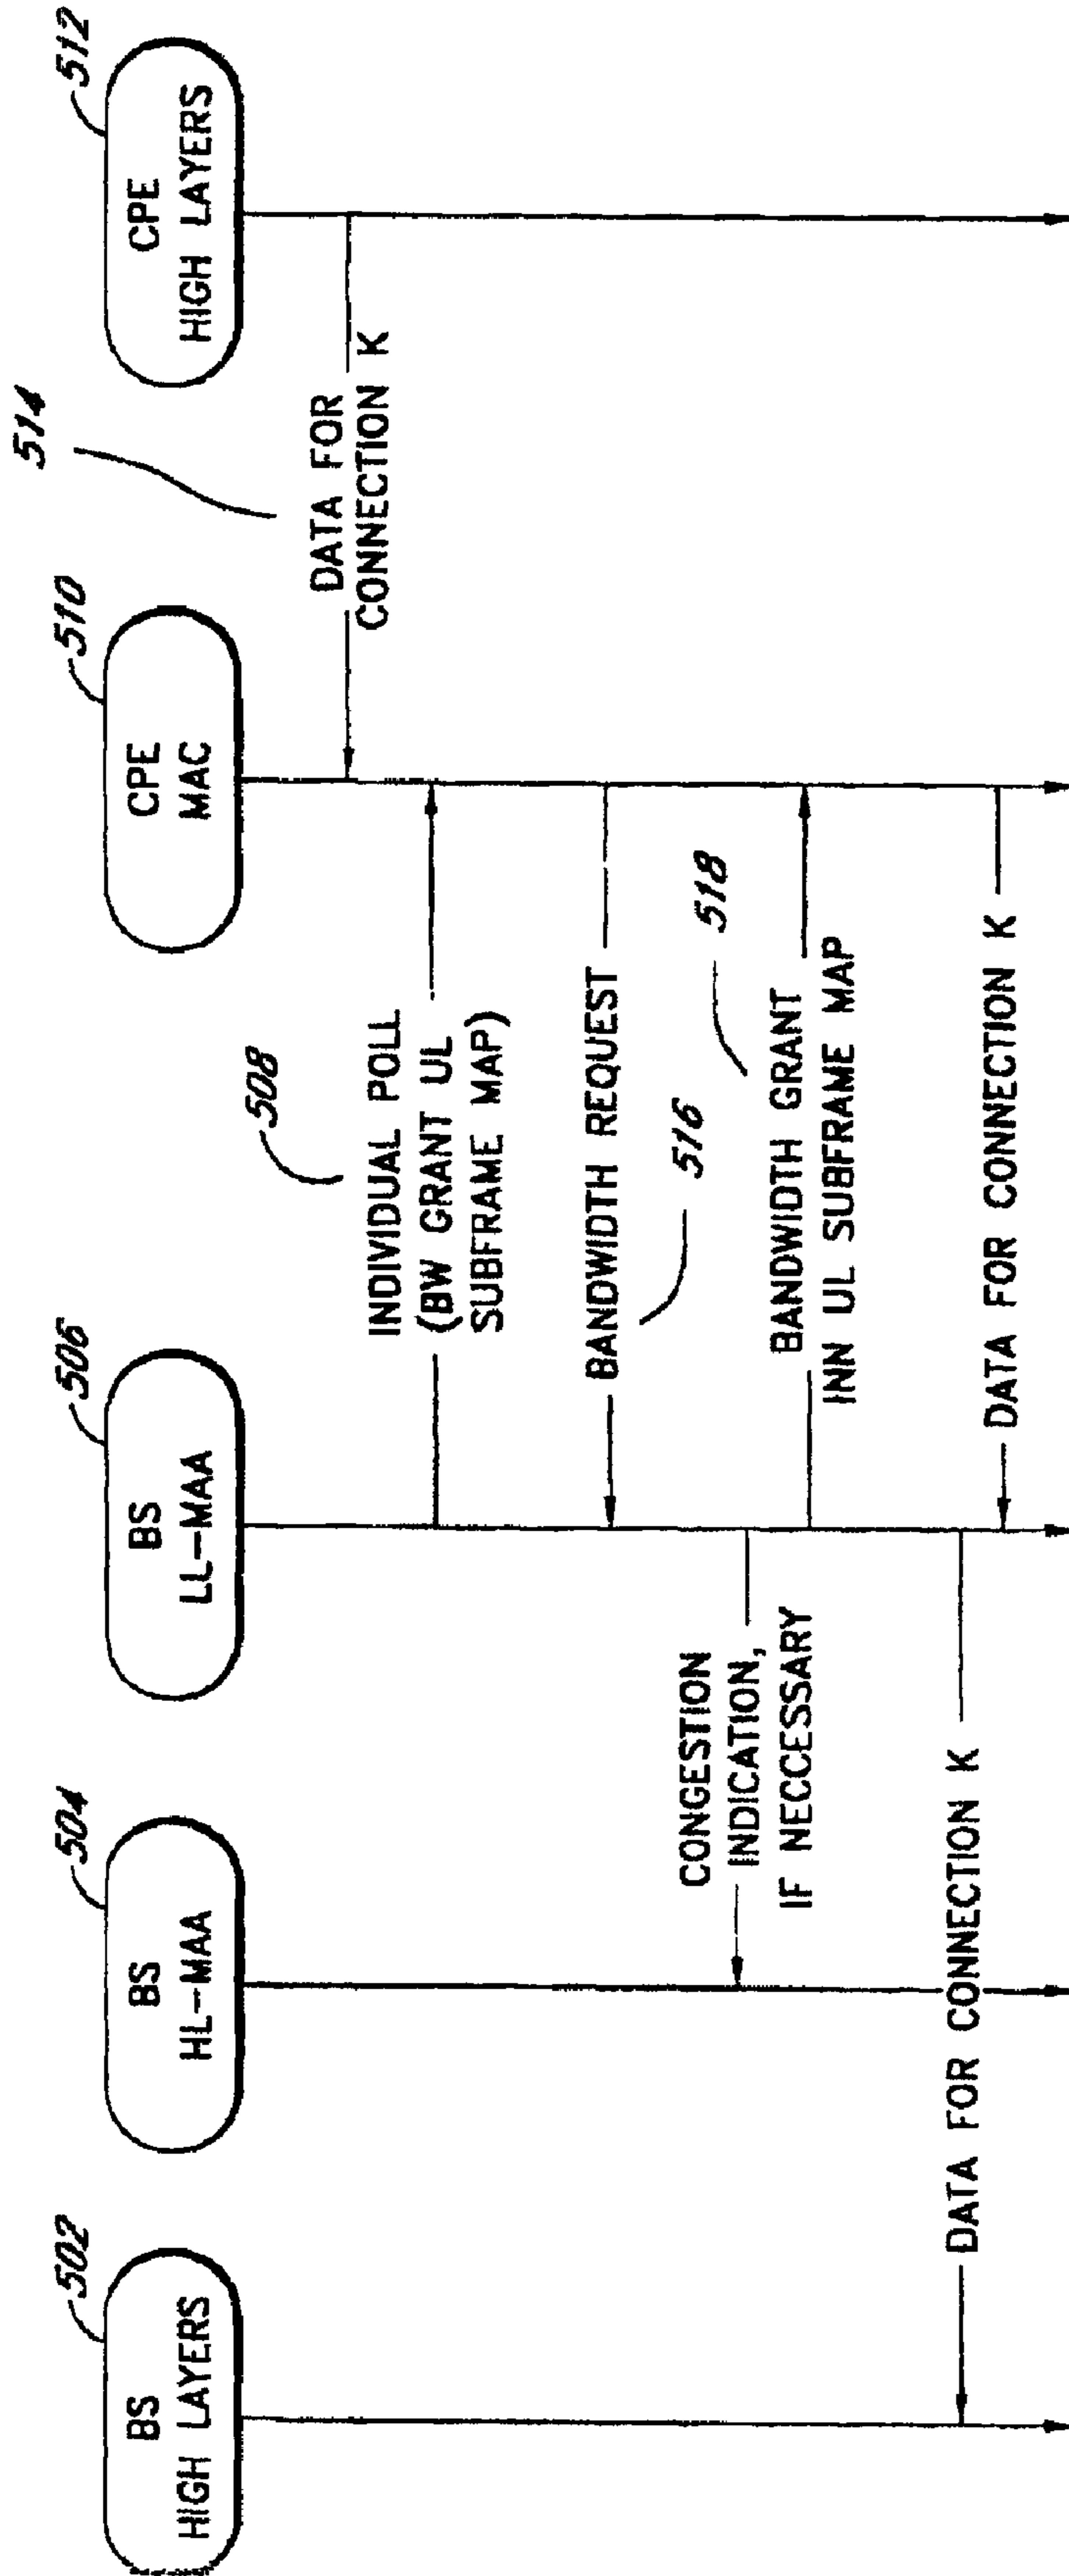 502
BS
HIGH LAYERS
504
BS
HL-MAA
506
BS
LL-MAA
510
CPE
MAC
512
CPE
HIGH LAYERS
514
DATA FOR
CONNECTION K
508
INDIVIDUAL POLL
(BW GRANT UL
SUBFRAME MAP)
BANDWIDTH REQUEST
516
CONGESTION
INDICATION,
IF NECCESSARY
518
BANDWIDTH GRANT
INN UL SUBFRAME MAP
DATA FOR CONNECTION K
DATA FOR CONNECTION K